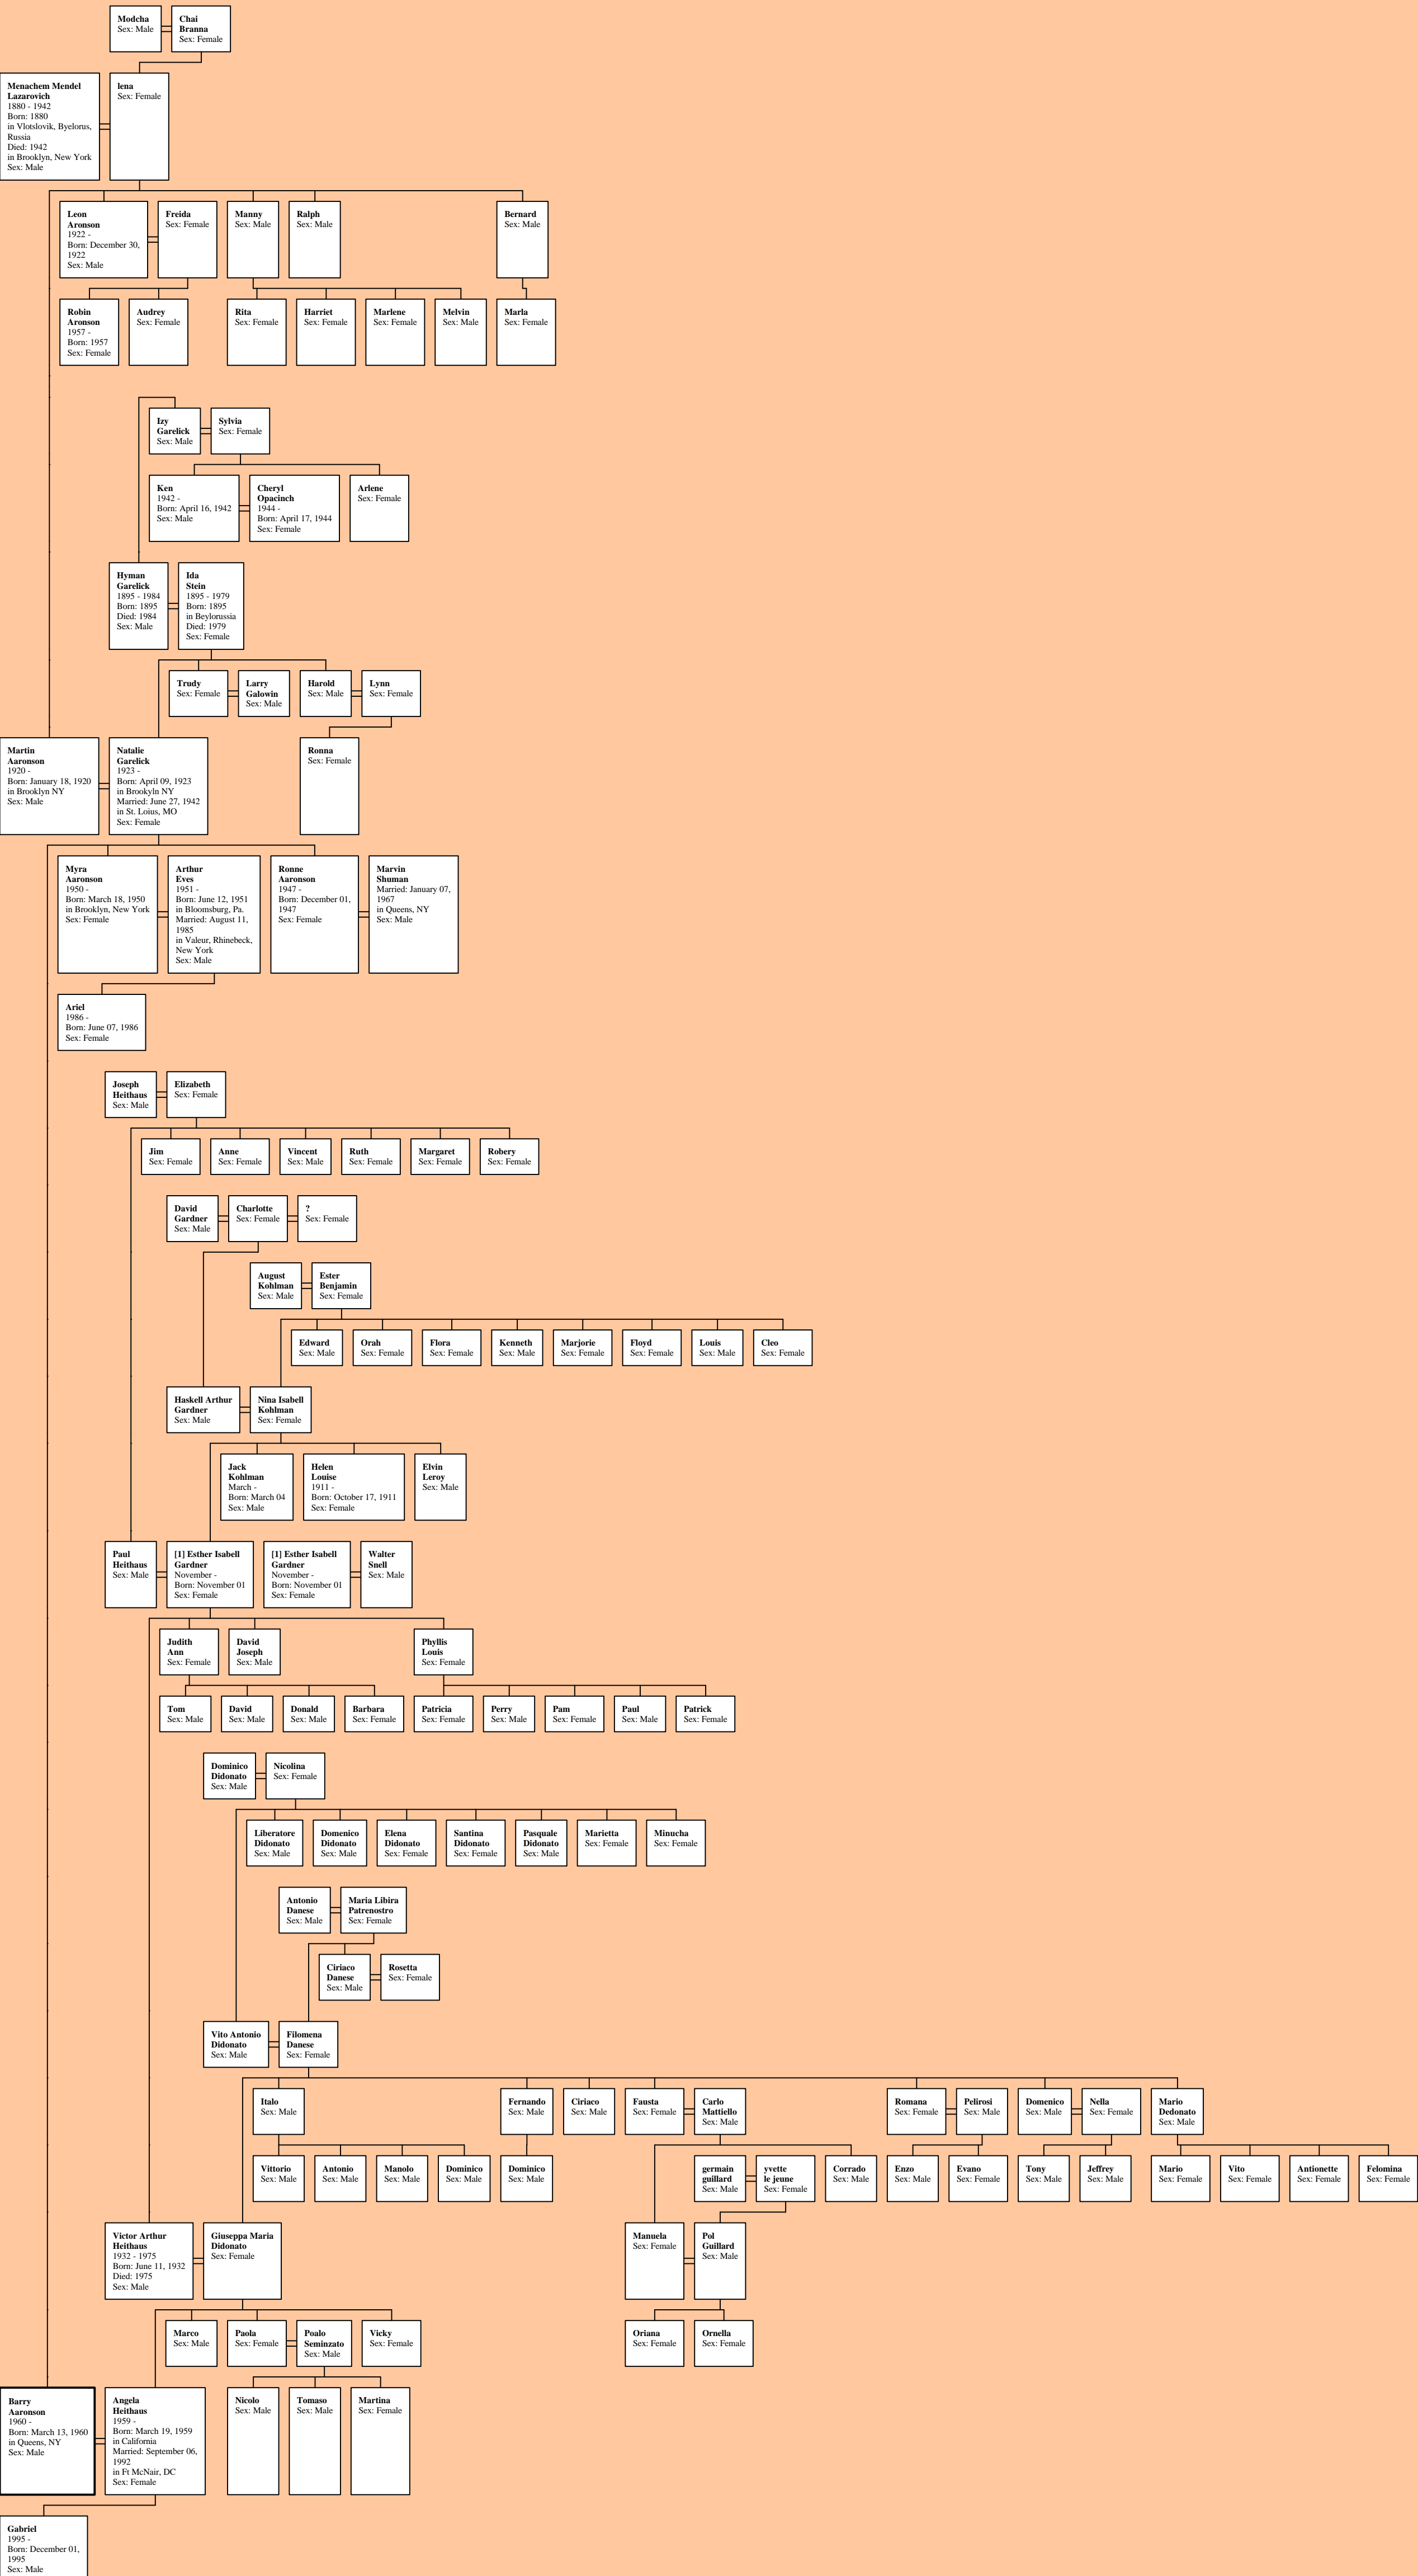 Modcha
Sex: Male
Chai
Branna
Sex: Female
Menachem Mendel
Lazarovich
1880 - 1942
Born: 1880
in Vlotslovik, Byelorus,
Russia
Died: 1942
in Brooklyn, New York
Sex: Male
lena
Sex: Female
Leon
Aronson
1922 -
Born: December 30,
1922
Sex: Male
Freida
Sex: Female
Manny
Sex: Male
Ralph
Sex: Male
Bernard
Sex: Male
Robin
Aronson
1957 -
Born: 1957
Sex: Female
Audrey
Sex: Female
Rita
Sex: Female
Harriet
Sex: Female
Marlene
Sex: Female
Melvin
Sex: Male
Marla
Sex: Female
Izy
Garelick
Sex: Male
Sylvia
Sex: Female
Ken
1942 -
Born: April 16, 1942
Sex: Male
Cheryl
Opacinch
1944 -
Born: April 17, 1944
Sex: Female
Arlene
Sex: Female
Hyman
Garelick
1895 - 1984
Born: 1895
Died: 1984
Sex: Male
Ida
Stein
1895 - 1979
Born: 1895
in Beylorussia
Died: 1979
Sex: Female
Trudy
Sex: Female
Larry
Galowin
Sex: Male
Harold
Sex: Male
Lynn
Sex: Female
Martin
Aaronson
1920 -
Born: January 18, 1920
in Brooklyn NY
Sex: Male
Natalie
Garelick
1923 -
Born: April 09, 1923
in Brookyln NY
Married: June 27, 1942
in St. Loius, MO
Sex: Female
Ronna
Sex: Female
Myra
Aaronson
1950 -
Born: March 18, 1950
in Brooklyn, New York
Sex: Female
Arthur
Eves
1951 -
Born: June 12, 1951
in Bloomsburg, Pa.
Married: August 11,
1985
in Valeur, Rhinebeck,
New York
Sex: Male
Ronne
Aaronson
1947 -
Born: December 01,
1947
Sex: Female
Marvin
Shuman
Married: January 07,
1967
in Queens, NY
Sex: Male
Ariel
1986 -
Born: June 07, 1986
Sex: Female
Joseph
Heithaus
Sex: Male
Elizabeth
Sex: Female
Jim
Sex: Female
Anne
Sex: Female
Vincent
Sex: Male
Ruth
Sex: Female
Margaret
Sex: Female
Robery
Sex: Female
David
Gardner
Sex: Male
Charlotte
Sex: Female
?
Sex: Female
August
Kohlman
Sex: Male
Ester
Benjamin
Sex: Female
Edward
Sex: Male
Orah
Sex: Female
Flora
Sex: Female
Kenneth
Sex: Male
Marjorie
Sex: Female
Floyd
Sex: Female
Louis
Sex: Male
Cleo
Sex: Female
Haskell Arthur
Gardner
Sex: Male
Nina Isabell
Kohlman
Sex: Female
Jack
Kohlman
March -
Born: March 04
Sex: Male
Helen
Louise
1911 -
Born: October 17, 1911
Sex: Female
Elvin
Leroy
Sex: Male
Paul
Heithaus
Sex: Male
[1] Esther Isabell
Gardner
November -
Born: November 01
Sex: Female
[1] Esther Isabell
Gardner
November -
Born: November 01
Sex: Female
Walter
Snell
Sex: Male
Judith
Ann
Sex: Female
David
Joseph
Sex: Male
Phyllis
Louis
Sex: Female
Tom
Sex: Male
David
Sex: Male
Donald
Sex: Male
Barbara
Sex: Female
Patricia
Sex: Female
Perry
Sex: Male
Pam
Sex: Female
Paul
Sex: Male
Patrick
Sex: Female
Dominico
Didonato
Sex: Male
Nicolina
Sex: Female
Liberatore
Didonato
Sex: Male
Domenico
Didonato
Sex: Male
Elena
Didonato
Sex: Female
Santina
Didonato
Sex: Female
Pasquale
Didonato
Sex: Male
Marietta
Sex: Female
Minucha
Sex: Female
Antonio
Danese
Sex: Male
Maria Libira
Patrenostro
Sex: Female
Ciriaco
Danese
Sex: Male
Rosetta
Sex: Female
Vito Antonio
Didonato
Sex: Male
Filomena
Danese
Sex: Female
Italo
Sex: Male
Fernando
Sex: Male
Ciriaco
Sex: Male
Fausta
Sex: Female
Carlo
Mattiello
Sex: Male
Romana
Sex: Female
Pelirosi
Sex: Male
Domenico
Sex: Male
Nella
Sex: Female
Mario
Dedonato
Sex: Male
Vittorio
Sex: Male
Antonio
Sex: Male
Manolo
Sex: Male
Dominico
Sex: Male
Dominico
Sex: Male
germain
guillard
Sex: Male
yvette
le jeune
Sex: Female
Corrado
Sex: Male
Enzo
Sex: Male
Evano
Sex: Female
Tony
Sex: Male
Jeffrey
Sex: Male
Mario
Sex: Female
Vito
Sex: Female
Antionette
Sex: Female
Felomina
Sex: Female
Victor Arthur
Heithaus
1932 - 1975
Born: June 11, 1932
Died: 1975
Sex: Male
Giuseppa Maria
Didonato
Sex: Female
Manuela
Sex: Female
Pol
Guillard
Sex: Male
Marco
Sex: Male
Paola
Sex: Female
Poalo
Seminzato
Sex: Male
Vicky
Sex: Female
Oriana
Sex: Female
Ornella
Sex: Female
Barry
Aaronson
1960 -
Born: March 13, 1960
in Queens, NY
Sex: Male
Angela
Heithaus
1959 -
Born: March 19, 1959
in California
Married: September 06,
1992
in Ft McNair, DC
Sex: Female
Nicolo
Sex: Male
Tomaso
Sex: Male
Martina
Sex: Female
Gabriel
1995 -
Born: December 01,
1995
Sex: Male